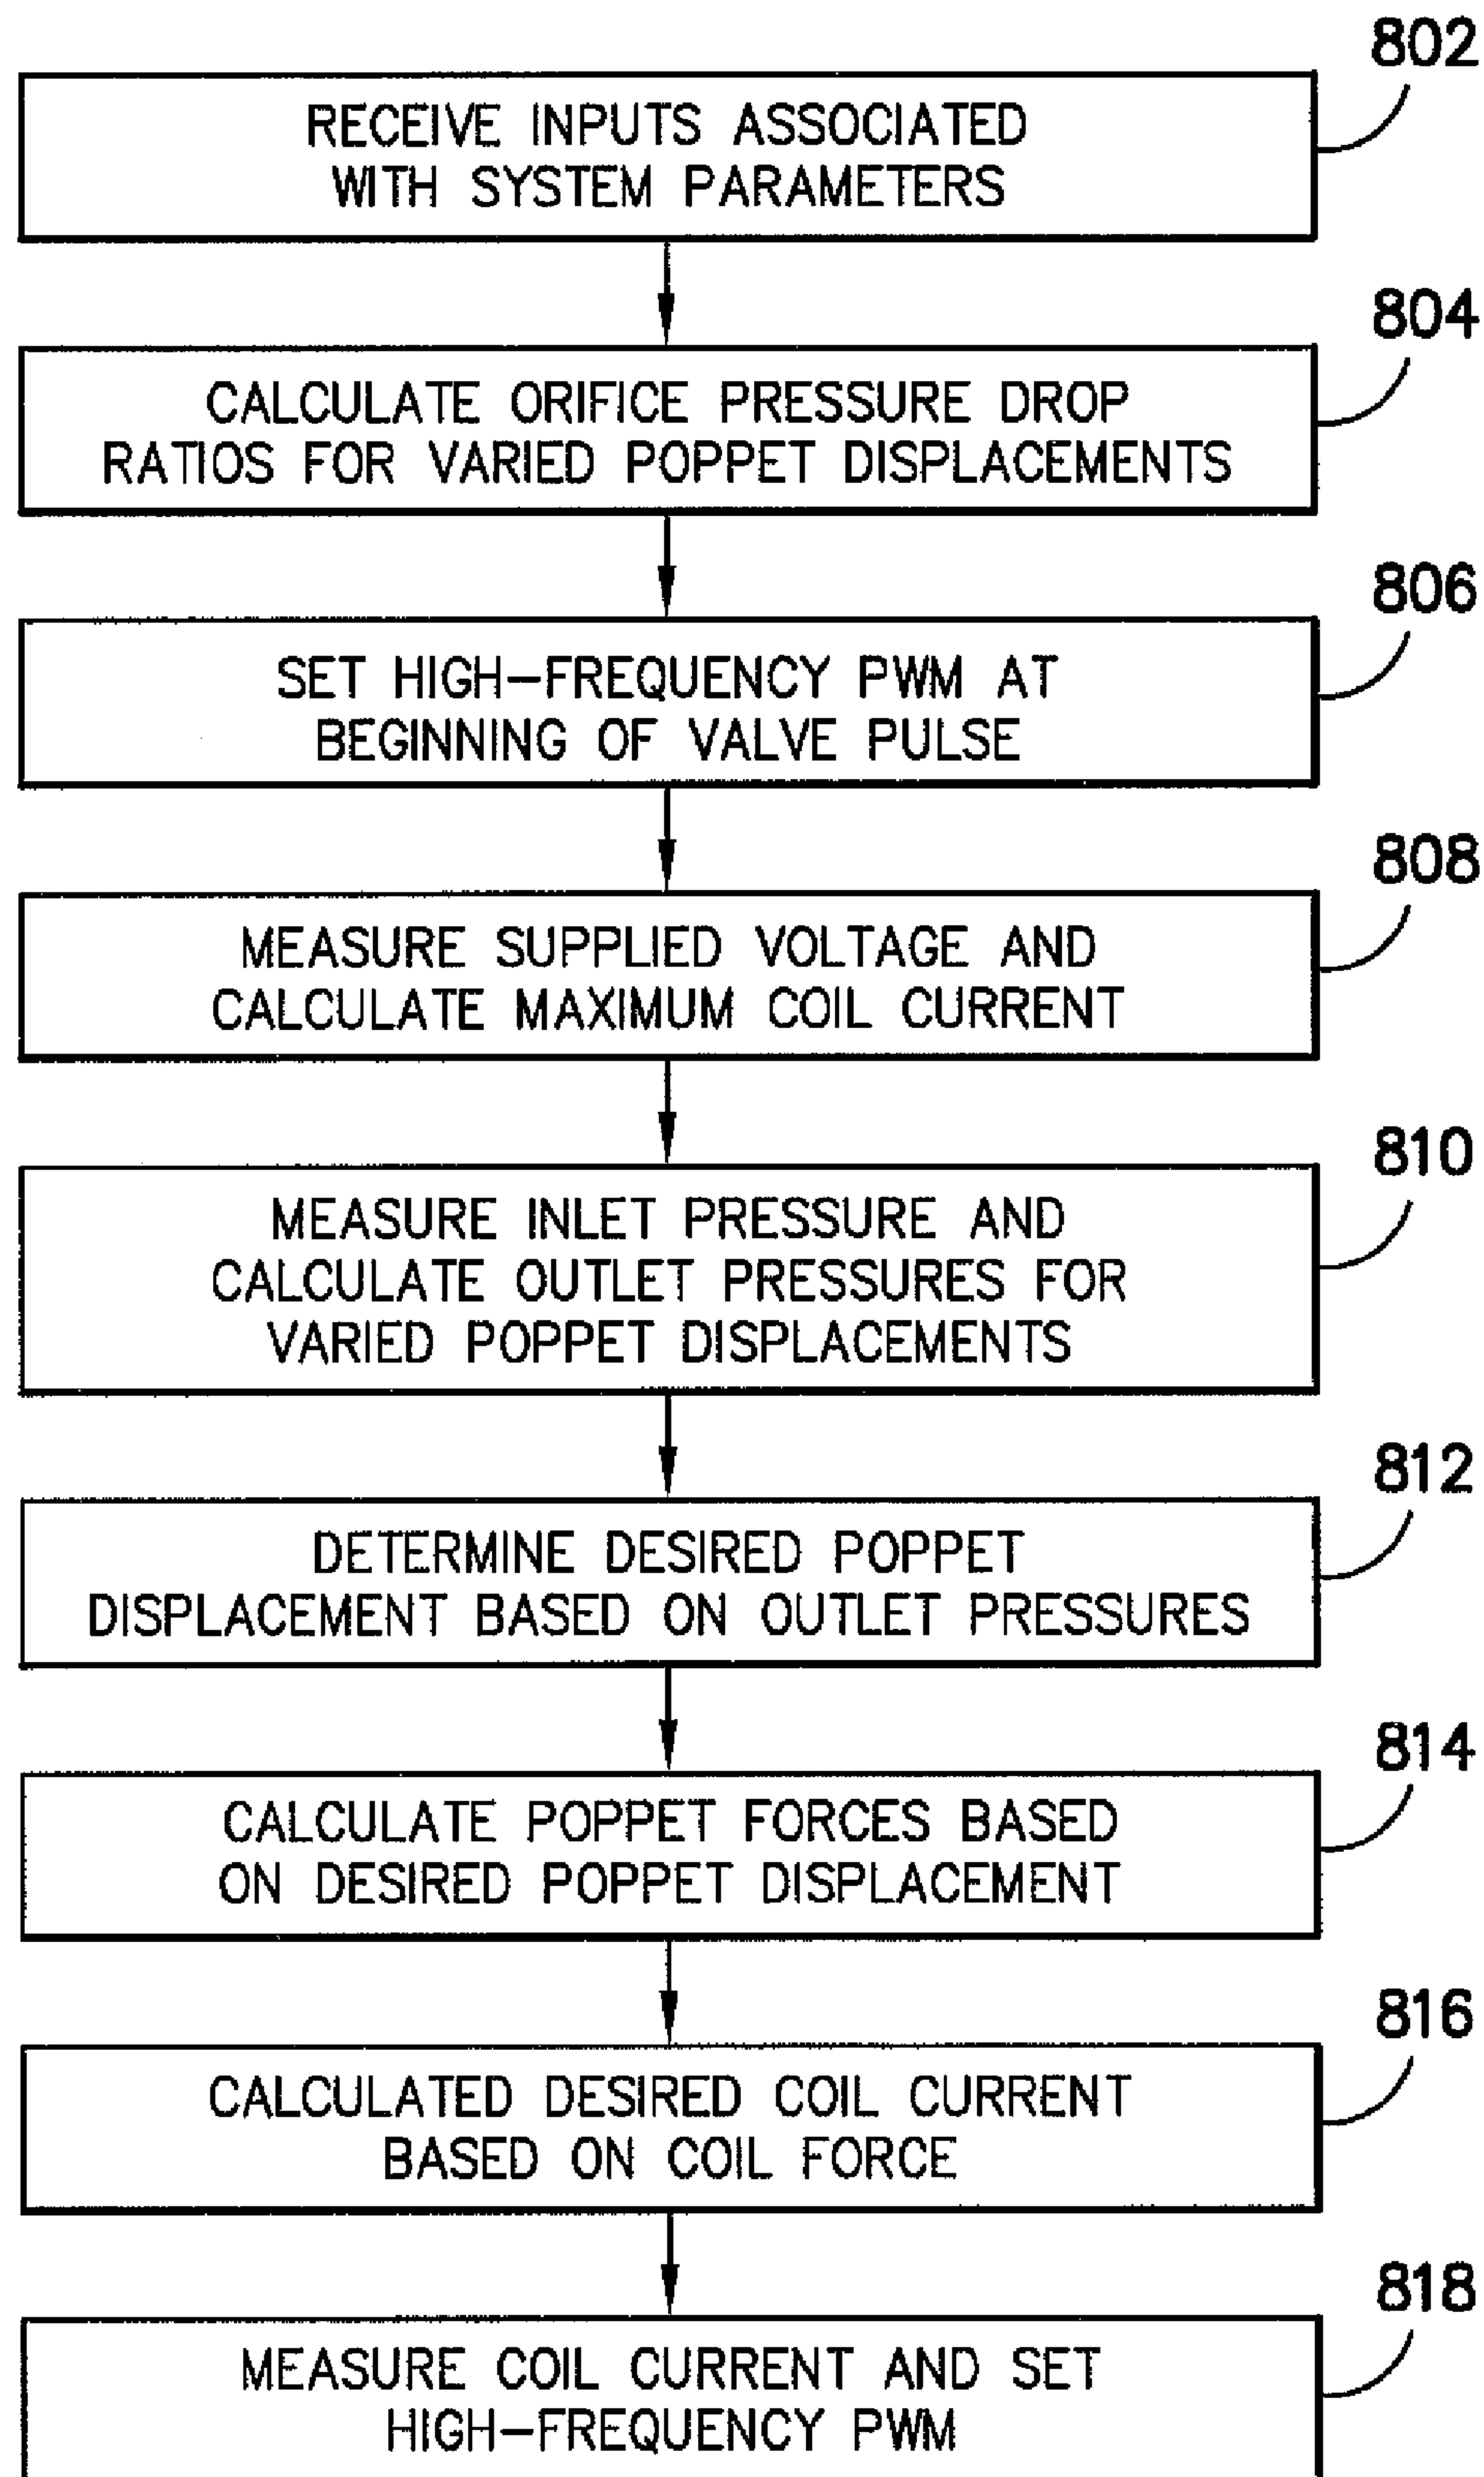 802
RECEIVE INPUTS ASSOCIATED
WITH SYSTEM PARAMETERS
804
CALCULATE ORIFICE PRESSURE DROP
RATIOS FOR VARIED POPPET DISPLACEMENTS
806
SET HIGH-FREQUENCY PWM AT
BEGINNING OF VALVE PULSE
808
MEASURE SUPPLIED VOLTAGE AND
CALCULATE MAXIMUM COIL CURRENT
810
MEASURE INLET PRESSURE AND
CALCULATE OUTLET PRESSURES FOR
VARIED POPPET DISPLACEMENTS
812
DETERMINE DESIRED POPPET
DISPLACEMENT BASED ON OUTLET PRESSURES
814
CALCULATE POPPET FORCES BASED
ON DESIRED POPPET DISPLACEMENT
816
CALCULATED DESIRED COIL CURRENT
BASED ON COIL FORCE
818
MEASURE COIL CURRENT AND SET
HIGH-FREQUENCY PWM